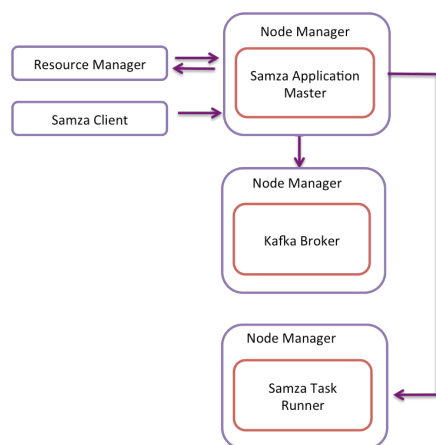 Node Manager
Resource Manager
Samza Application
Master
Samza Client
Node Manager
Kafka Broker
Node Manager
Samza Task
Runner